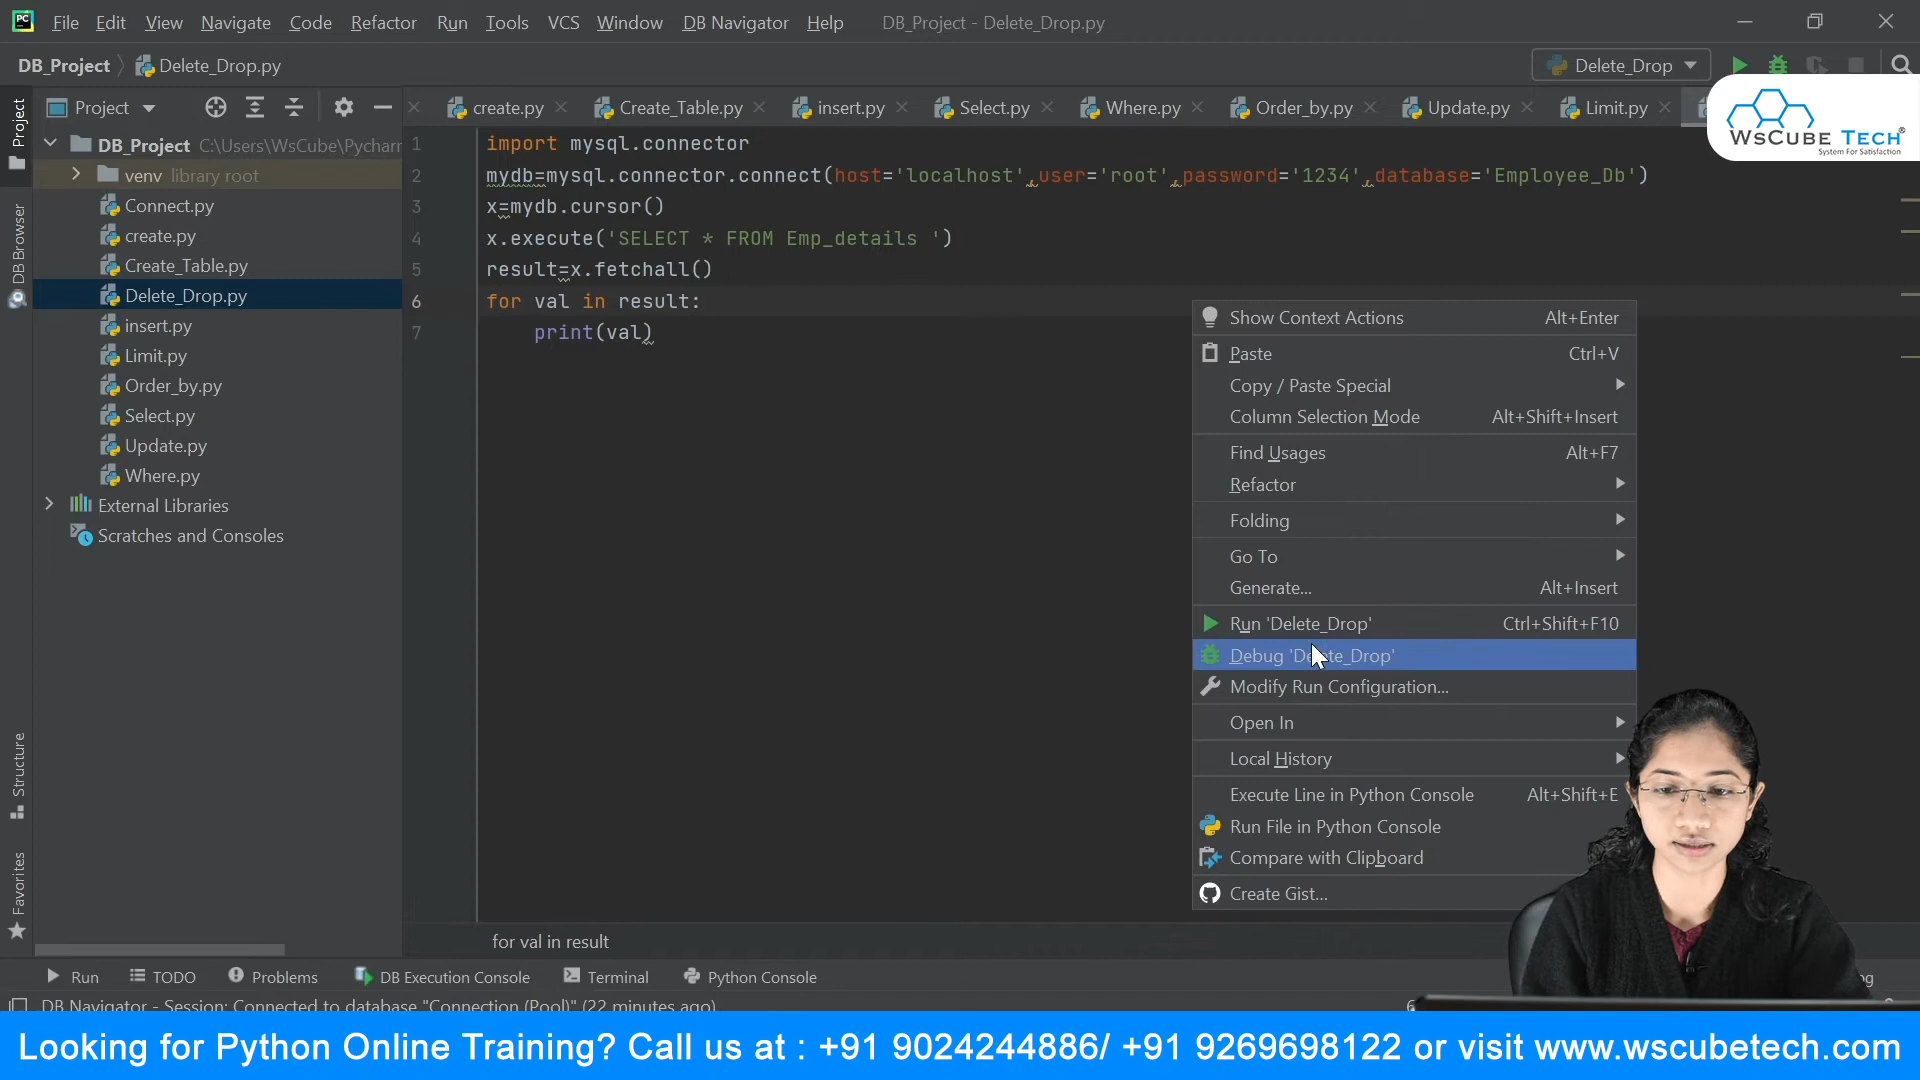 PC File Edit View Navigate Code Refactor Run Tools VCS Window DB Navigator Help DB_Project - Delete_Drop.py
DB_Project Delete_Drop.py Delete_Drop
Project create.py Create_Table.py insert.py Select.py Where.py Order_by.py Update.py Limit.py
WsCube Tech®
System For Satisfaction
Project
DB Browser
Structure
Favorites
DB_Project C:\Users\WsCube\Pycharm
venv library root
Connect.py
create.py
Create_Table.py
Delete_Drop.py
insert.py
Limit.py
Order_by.py
Select.py
Update.py
Where.py
External Libraries
Scratches and Consoles
1 import mysql.connector
2 mydb=mysql.connector.connect(host='localhost',user='root',password='1234',database='Employee_Db')
3 x=mydb.cursor()
4 x.execute('SELECT * FROM Emp_details ')
5 result=x.fetchall()
6 for val in result:
7 print(val)
Show Context Actions Alt+Enter
Paste Ctrl+V
Copy / Paste Special
Column Selection Mode Alt+Shift+Insert
Find Usages Alt+F7
Refactor
Folding
Go To
Generate... Alt+Insert
Run 'Delete_Drop' Ctrl+Shift+F10
Debug 'Delete_Drop'
Modify Run Configuration...
Open In
Local History
Execute Line in Python Console Alt+Shift+E
Run File in Python Console
Compare with Clipboard
Create Gist...
for val in result
Run TODO Problems DB Execution Console Terminal Python Console
DB Navigator - Session: Connected to database "Connection (Pool)" (22 minutes ago)
Looking for Python Online Training? Call us at : +91 9024244886/ +91 9269698122 or visit www.wscubetech.com